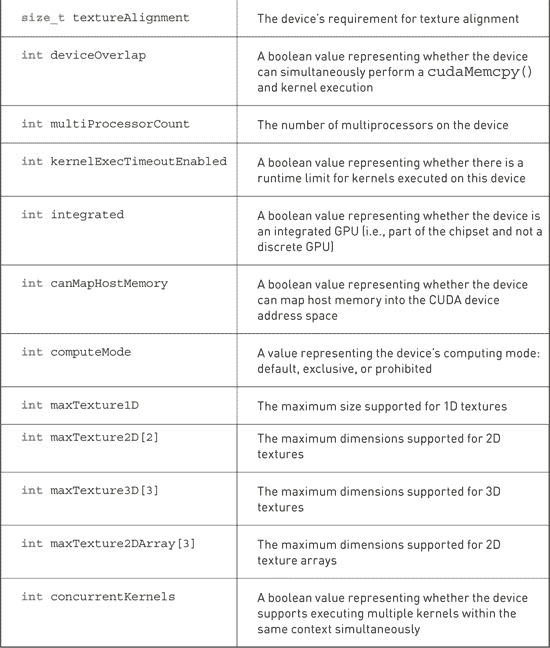 size_t textureAlignment
The device's requirement for texture alignment
int deviceOverlap
A boolean value representing whether the device
can simultaneously perform a cudaMemcpy()
and kernel execution
int multiProcessorCount
The number of multiprocessors on the device
int kernelExecTimeoutEnabled
A boolean value representing whether there is a
runtime limit for kernels executed on this device
int integrated
A boolean value representing whether the device is
an integrated GPU (i.e., part of the chipset and not a
discrete GPU)
int canMapHostMemory
A boolean value representing whether the device
can map host memory into the CUDA device
address space
int computeMode
A value representing the device's computing mode:
default, exclusive, or prohibited
int maxTexture1D
The maximum size supported for 1D textures
int maxTexture2D[2]
The maximum dimensions supported for 2D
textures
int maxTexture3D[3]
The maximum dimensions supported for 3D
textures
int maxTexture2DArray[3]
The maximum dimensions supported for 2D
texture arrays
int concurrentKernels
A boolean value representing whether the device
supports executing multiple kernels within the
same context simultaneously